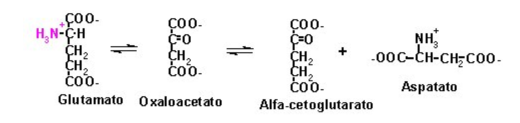 COO-
H3N+-C-H
CH2
CH2
COO-
Glutamato
COO-
C=O
CH2
COO-
Oxaloacetato
COO-
C=O
CH2
CH2
COO-
Alfa-cetoglutarato
+
NH3+
-OOC-CH-CH2COO-
Aspatato